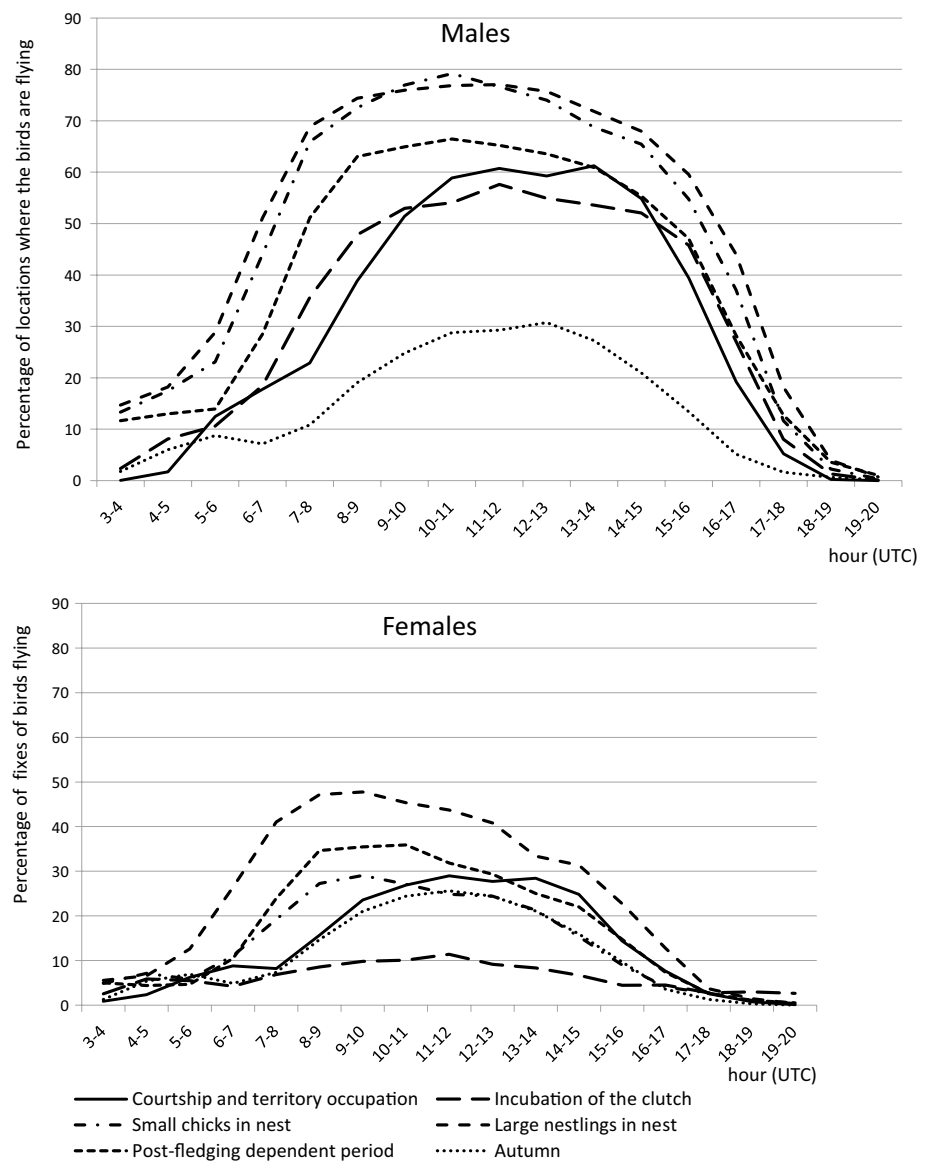 Males
Percentage of locations where the birds are flying
90
80
70
60
50
40
30
20
10
0
3-4 4-5 5-6 6-7 7-8 8-9 9-10 10-11 11-12 12-13 13-14 14-15 15-16 16-17 17-18 18-19 19-20
hour (UTC)
Females
Percentage of fixes of birds flying
90
80
70
60
50
40
30
20
10
0
3-4 4-5 5-6 6-7 7-8 8-9 9-10 10-11 11-12 12-13 13-14 14-15 15-16 16-17 17-18 18-19 19-20
hour (UTC)
Courtship and territory occupation Incubation of the clutch
Small chicks in nest Large nestlings in nest
Post-fledging dependent period Autumn